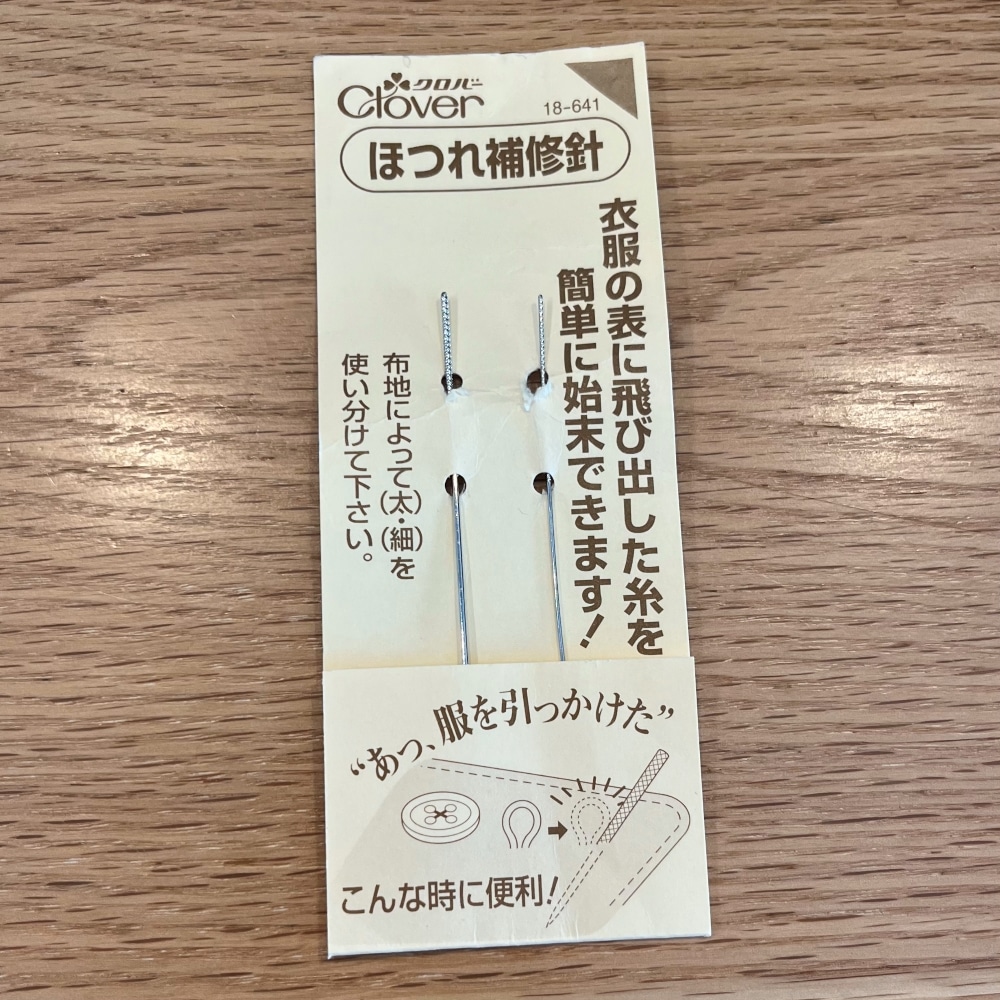 クロバー
Clover
18-641
ほつれ補修針
衣服の表に飛び出した糸を
簡単に始末できます!
布地によって(太)・(細)を
使い分けて下さい。
“あっ、服を引っかけた”
こんな時に便利!